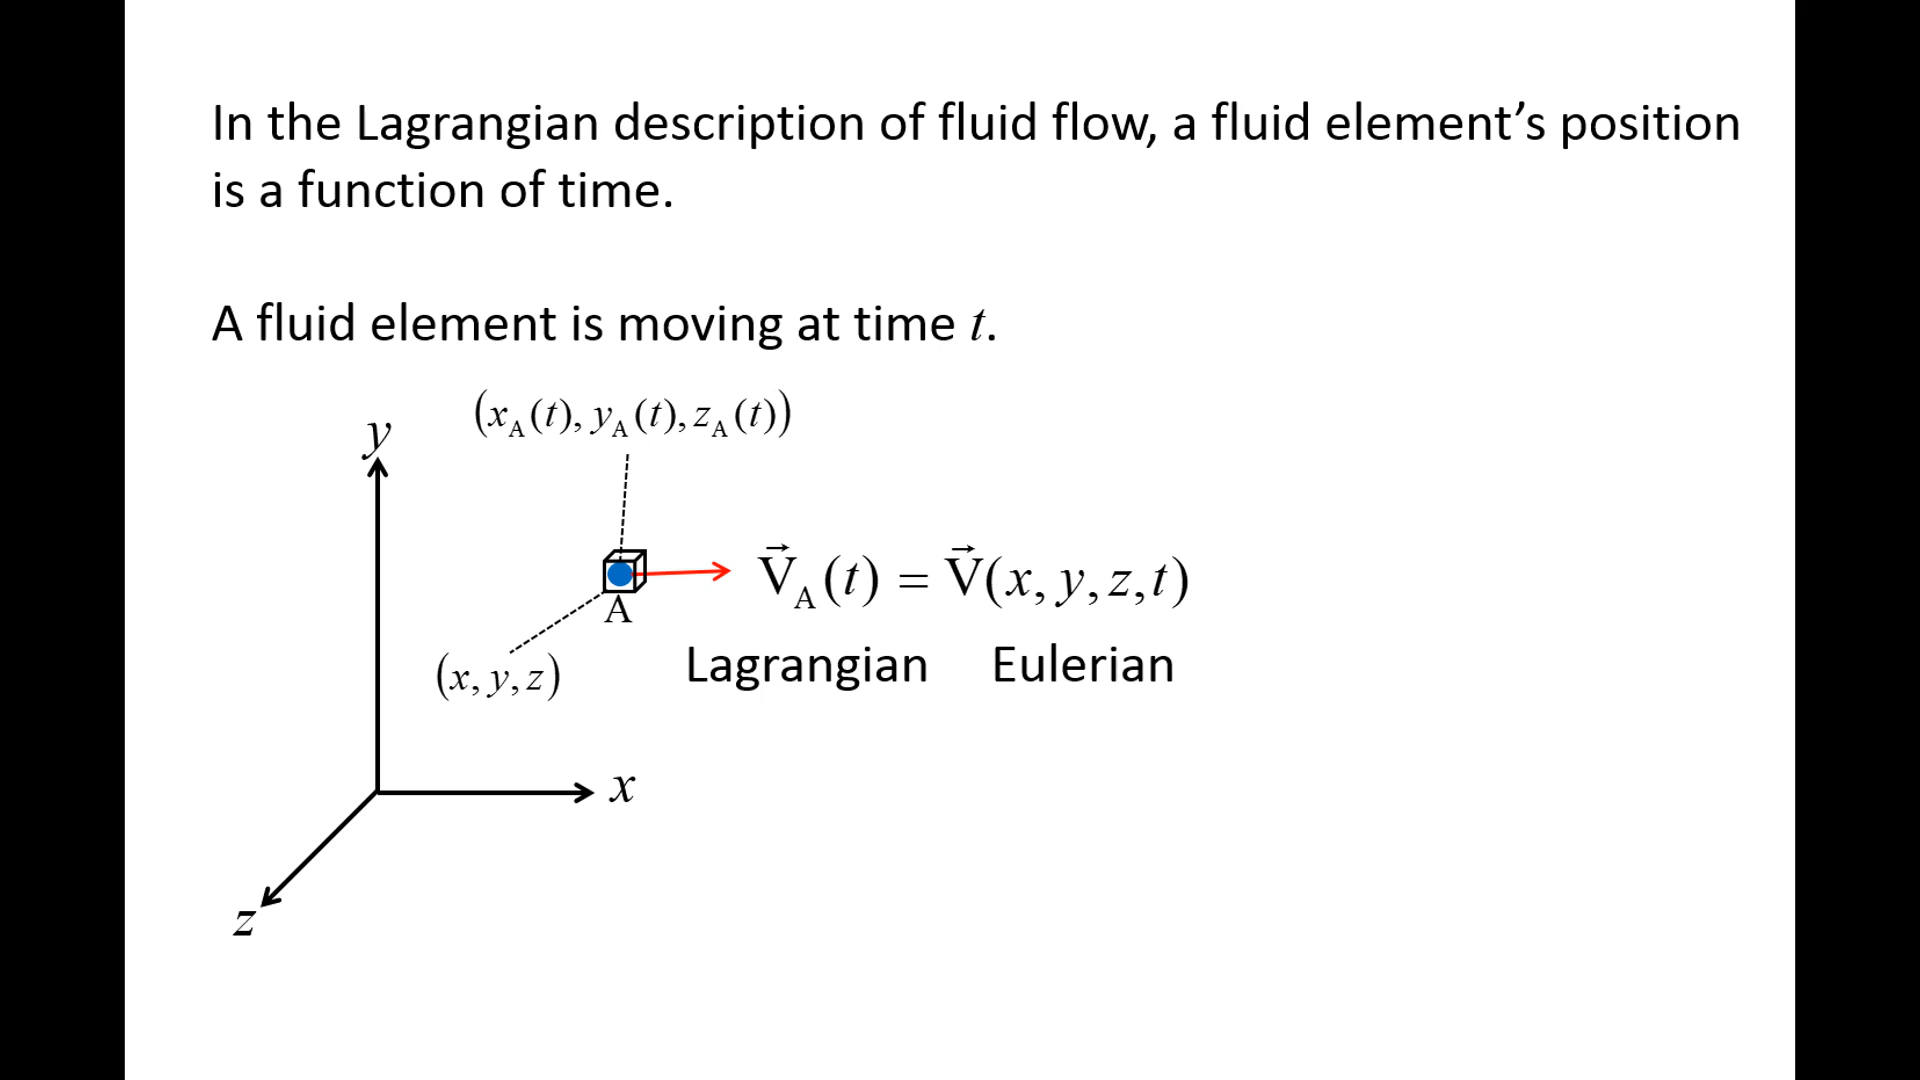 In the Lagrangian description of fluid flow, a fluid element’s position
is a function of time.
A fluid element is moving at time t.
(x_A(t), y_A(t), z_A(t))
y
V⃗_A(t) = V⃗(x, y, z, t)
A
Lagrangian Eulerian
(x, y, z)
x
z